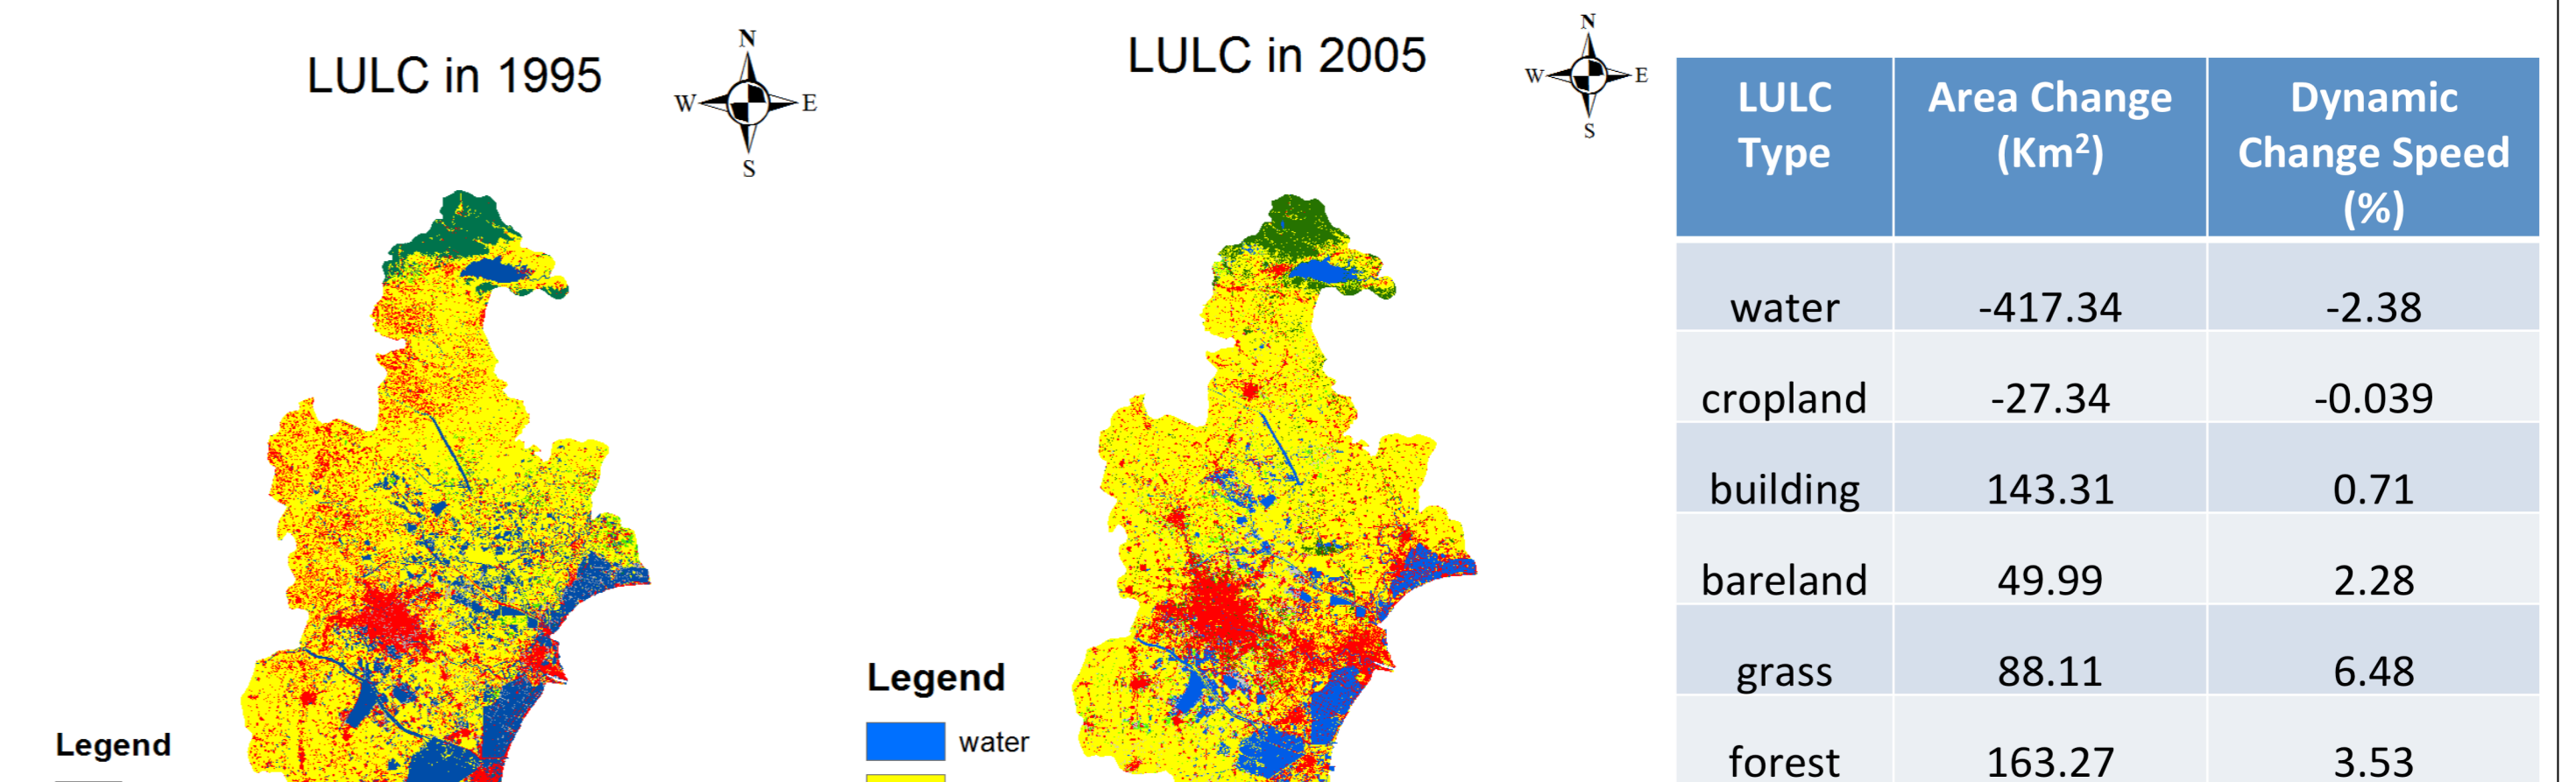 LULC in 1995
N
W E
S
Legend
LULC in 2005
N
W E
S
Legend
water
LULC Type Area Change (Km²) Dynamic Change Speed (%)
water -417.34 -2.38
cropland -27.34 -0.039
building 143.31 0.71
bareland 49.99 2.28
grass 88.11 6.48
forest 163.27 3.53